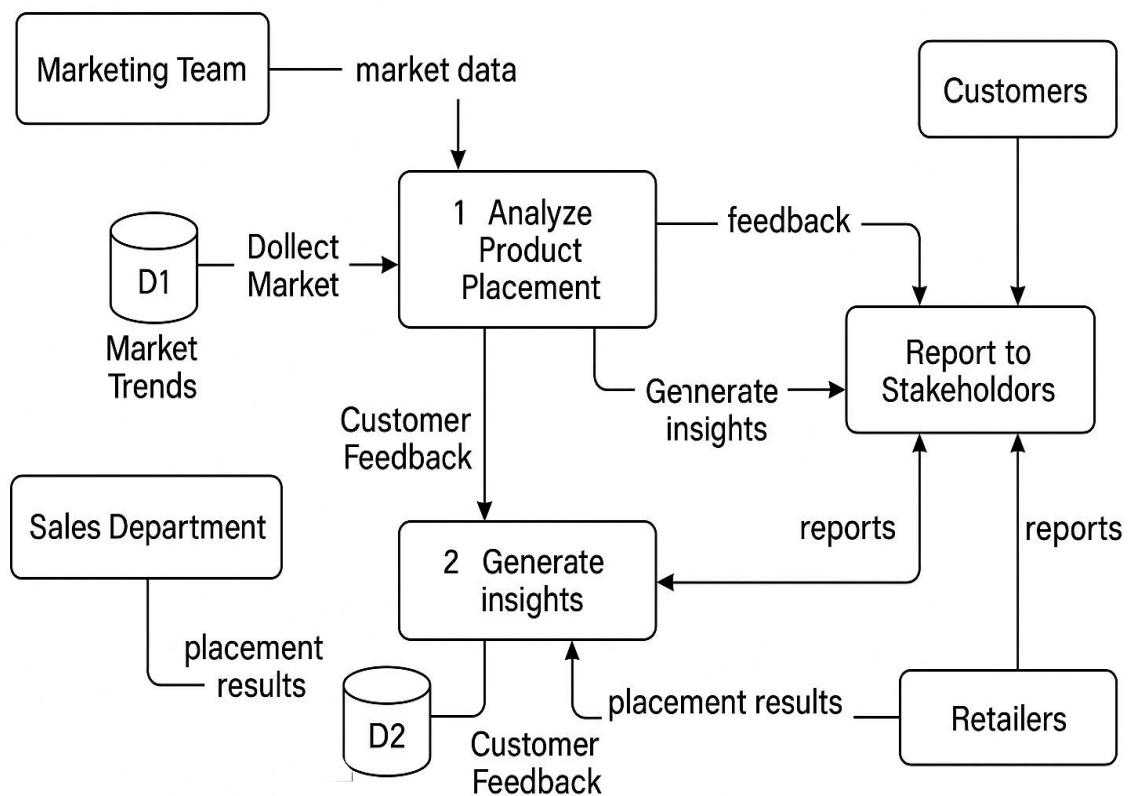 Marketing Team
market data
Customers
1 Analyze
Product
Placement
feedback
D1
Dollect
Market
Market
Trends
Report to
Stakeholdors
Gennerate
insights
Customer
Feedback
Sales Department
reports
reports
2 Generate
insights
placement
results
placement results
Retailers
D2
Customer
Feedback